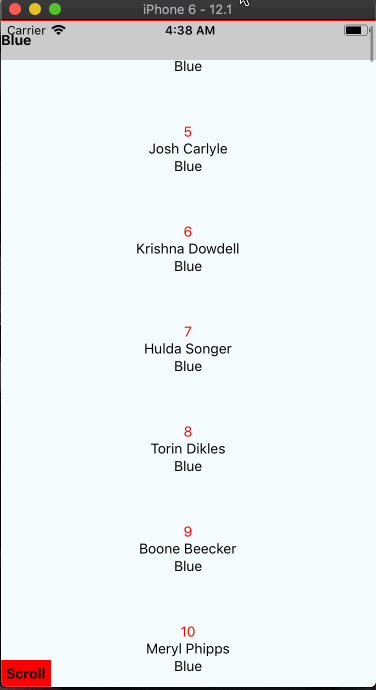 iPhone 6 - 12.1
Carrier 4:38 AM
Blue
Blue
5
Josh Carlyle
Blue
6
Krishna Dowdell
Blue
7
Hulda Songer
Blue
8
Torin Dikles
Blue
9
Boone Beecker
Blue
10
Meryl Phipps
Blue
Scroll